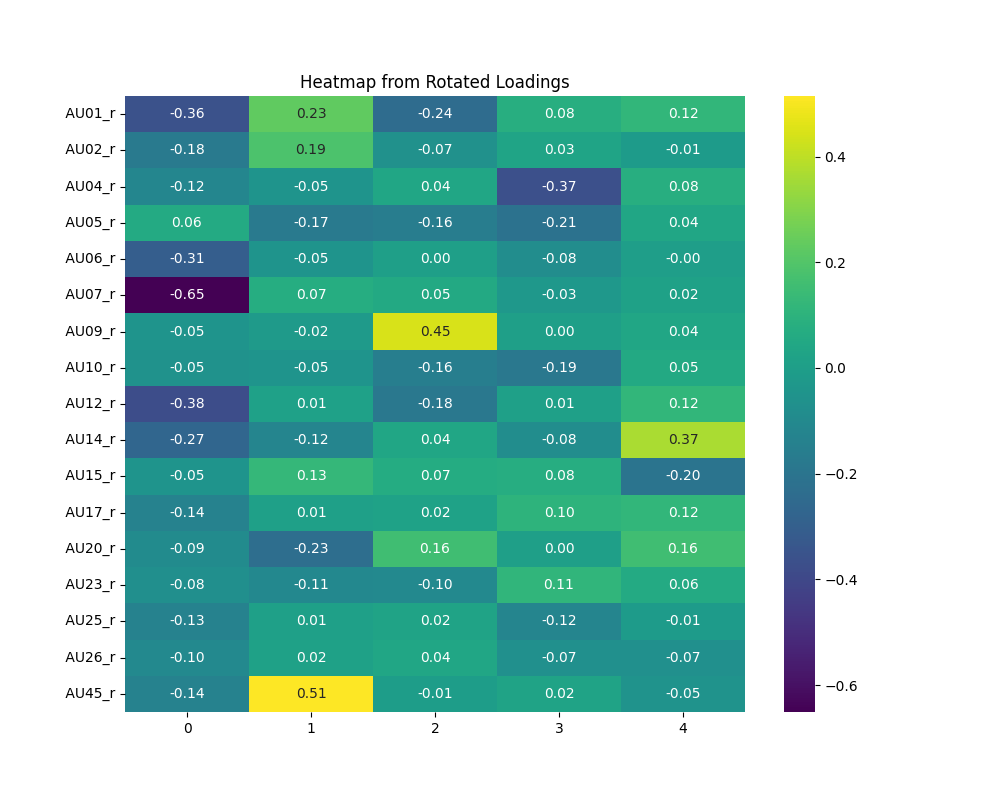 Heatmap from Rotated Loadings
AU01_r -0.36 0.23 -0.24 0.08 0.12
AU02_r -0.18 0.19 -0.07 0.03 -0.01
AU04_r -0.12 -0.05 0.04 -0.37 0.08
AU05_r 0.06 -0.17 -0.16 -0.21 0.04
AU06_r -0.31 -0.05 0.00 -0.08 -0.00
AU07_r -0.65 0.07 0.05 -0.03 0.02
AU09_r -0.05 -0.02 0.45 0.00 0.04
AU10_r -0.05 -0.05 -0.16 -0.19 0.05
AU12_r -0.38 0.01 -0.18 0.01 0.12
AU14_r -0.27 -0.12 0.04 -0.08 0.37
AU15_r -0.05 0.13 0.07 0.08 -0.20
AU17_r -0.14 0.01 0.02 0.10 0.12
AU20_r -0.09 -0.23 0.16 0.00 0.16
AU23_r -0.08 -0.11 -0.10 0.11 0.06
AU25_r -0.13 0.01 0.02 -0.12 -0.01
AU26_r -0.10 0.02 0.04 -0.07 -0.07
AU45_r -0.14 0.51 -0.01 0.02 -0.05
0 1 2 3 4
0.4
0.2
0.0
−0.2
−0.4
−0.6